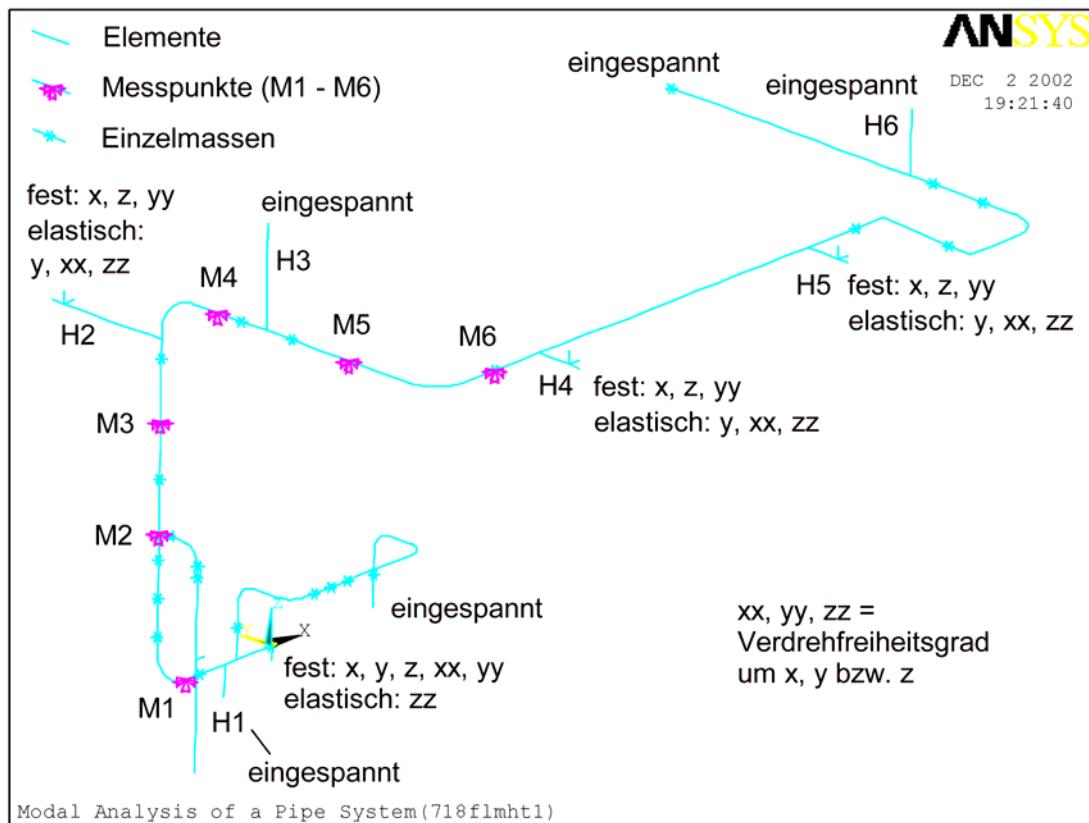 Elemente
Messpunkte (M1 - M6)
Einzelmassen
ANSYS
DEC 2 2002
19:21:40
eingespannt
eingespannt
H6
fest: x, z, yy
elastisch:
y, xx, zz
eingespannt
H3
M4
H2
M5
M6
H5
fest: x, z, yy
elastisch: y, xx, zz
H4
fest: x, z, yy
elastisch: y, xx, zz
M3
M2
eingespannt
Z
Y
X
fest: x, y, z, xx, yy
elastisch: zz
xx, yy, zz =
Verdrehfreiheitsgrad
um x, y bzw. z
M1
H1
eingespannt
Modal Analysis of a Pipe System(718flmht1)